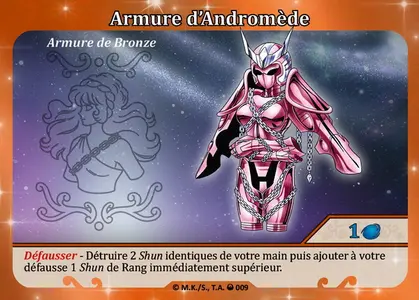 Armure d'Andromède
Armure de Bronze
1
Défausser - Détruire 2 Shun identiques de votre main puis ajouter à votre
défausse 1 Shun de Rang immédiatement supérieur.
© M.K./S., T.A. 009